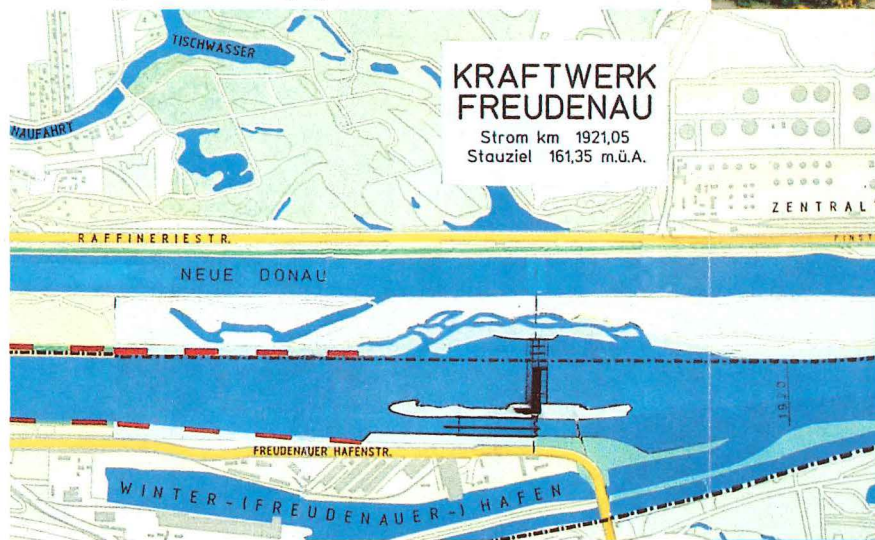 TISCHWASSER
KRAFTWERK
FREUDENAU
Strom km 1921,05
Stauziel 161,35 m.ü.A.
NAUFAHRT
ZENTRAL
RAFFINERIESTR.
NEUE DONAU
1920
FREUDENAUER HAFENSTR.
WINTER-(FREUDENAUER-) HAFEN